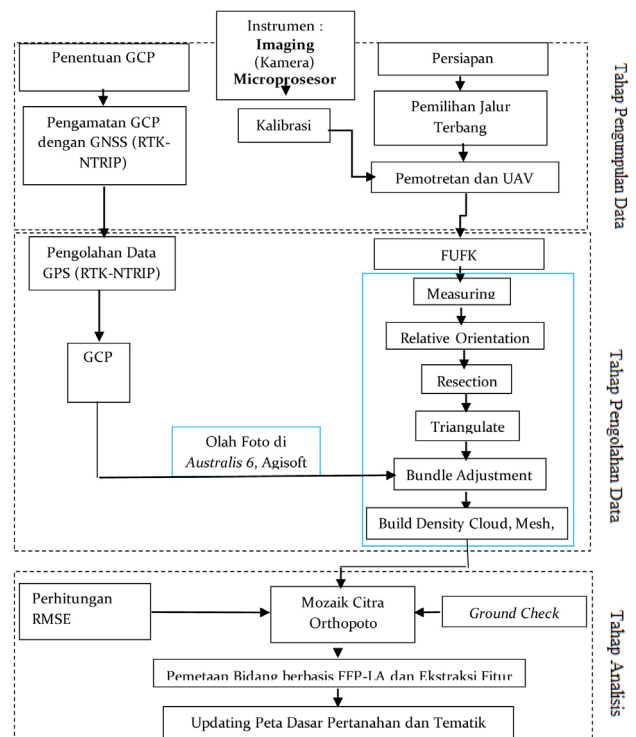 Instrumen :
Imaging
(Kamera)
Microprosesor
Penentuan GCP
Persiapan
Pengamatan GCP
dengan GNSS (RTK-
NTRIP)
Kalibrasi
Pemilihan Jalur
Terbang
Pemotretan dan UAV
Tahap Pengumpulan Data
Pengolahan Data
GPS (RTK-NTRIP)
FUFK
Measuring
Relative Orientation
GCP
Resection
Triangulate
Olah Foto di
Australis 6, Agisoft
Bundle Adjustment
Build Density Cloud, Mesh,
Tahap Pengolahan Data
Perhitungan
RMSE
Mozaik Citra
Orthopoto
Ground Check
Pemetaan Bidang berbasis FFP-LA dan Ekstraksi Fitur
Updating Peta Dasar Pertanahan dan Tematik
Tahap Analisis